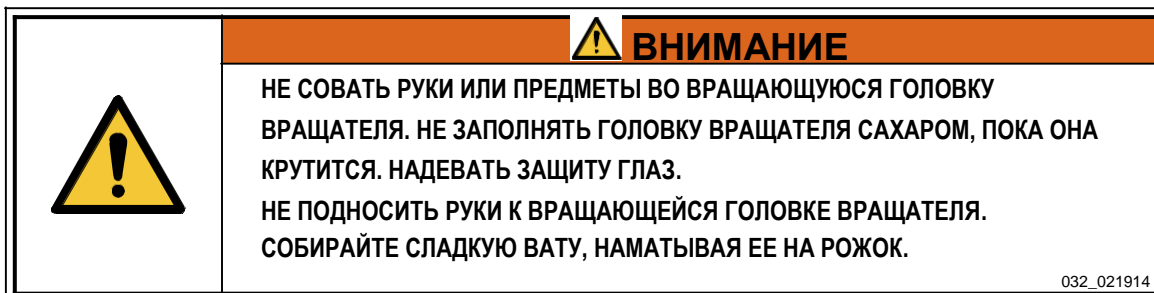 ВНИМАНИЕ
НЕ СОВАТЬ РУКИ ИЛИ ПРЕДМЕТЫ ВО ВРАЩАЮЩУЮСЯ ГОЛОВКУ
ВРАЩАТЕЛЯ. НЕ ЗАПОЛНЯТЬ ГОЛОВКУ ВРАЩАТЕЛЯ САХАРОМ, ПОКА ОНА
КРУТИТСЯ. НАДЕВАТЬ ЗАЩИТУ ГЛАЗ.
НЕ ПОДНОСИТЬ РУКИ К ВРАЩАЮЩЕЙСЯ ГОЛОВКЕ ВРАЩАТЕЛЯ.
СОБИРАЙТЕ СЛАДКУЮ ВАТУ, НАМАТЫВАЯ ЕЕ НА РОЖОК.
032_021914